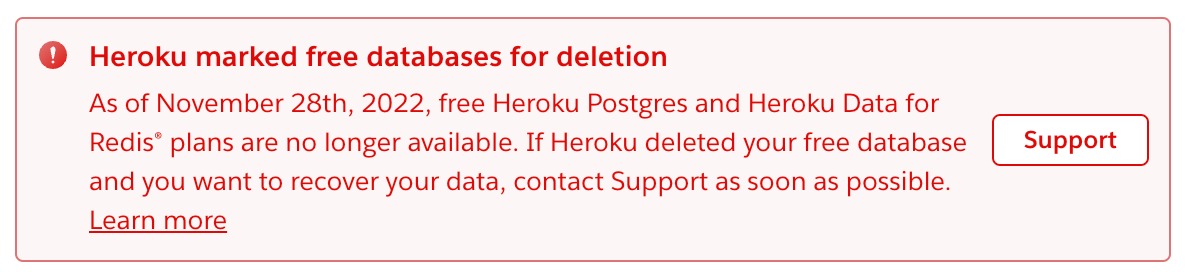 Heroku marked free databases for deletion
As of November 28th, 2022, free Heroku Postgres and Heroku Data for
Redis® plans are no longer available. If Heroku deleted your free database
and you want to recover your data, contact Support as soon as possible.
Learn more
Support